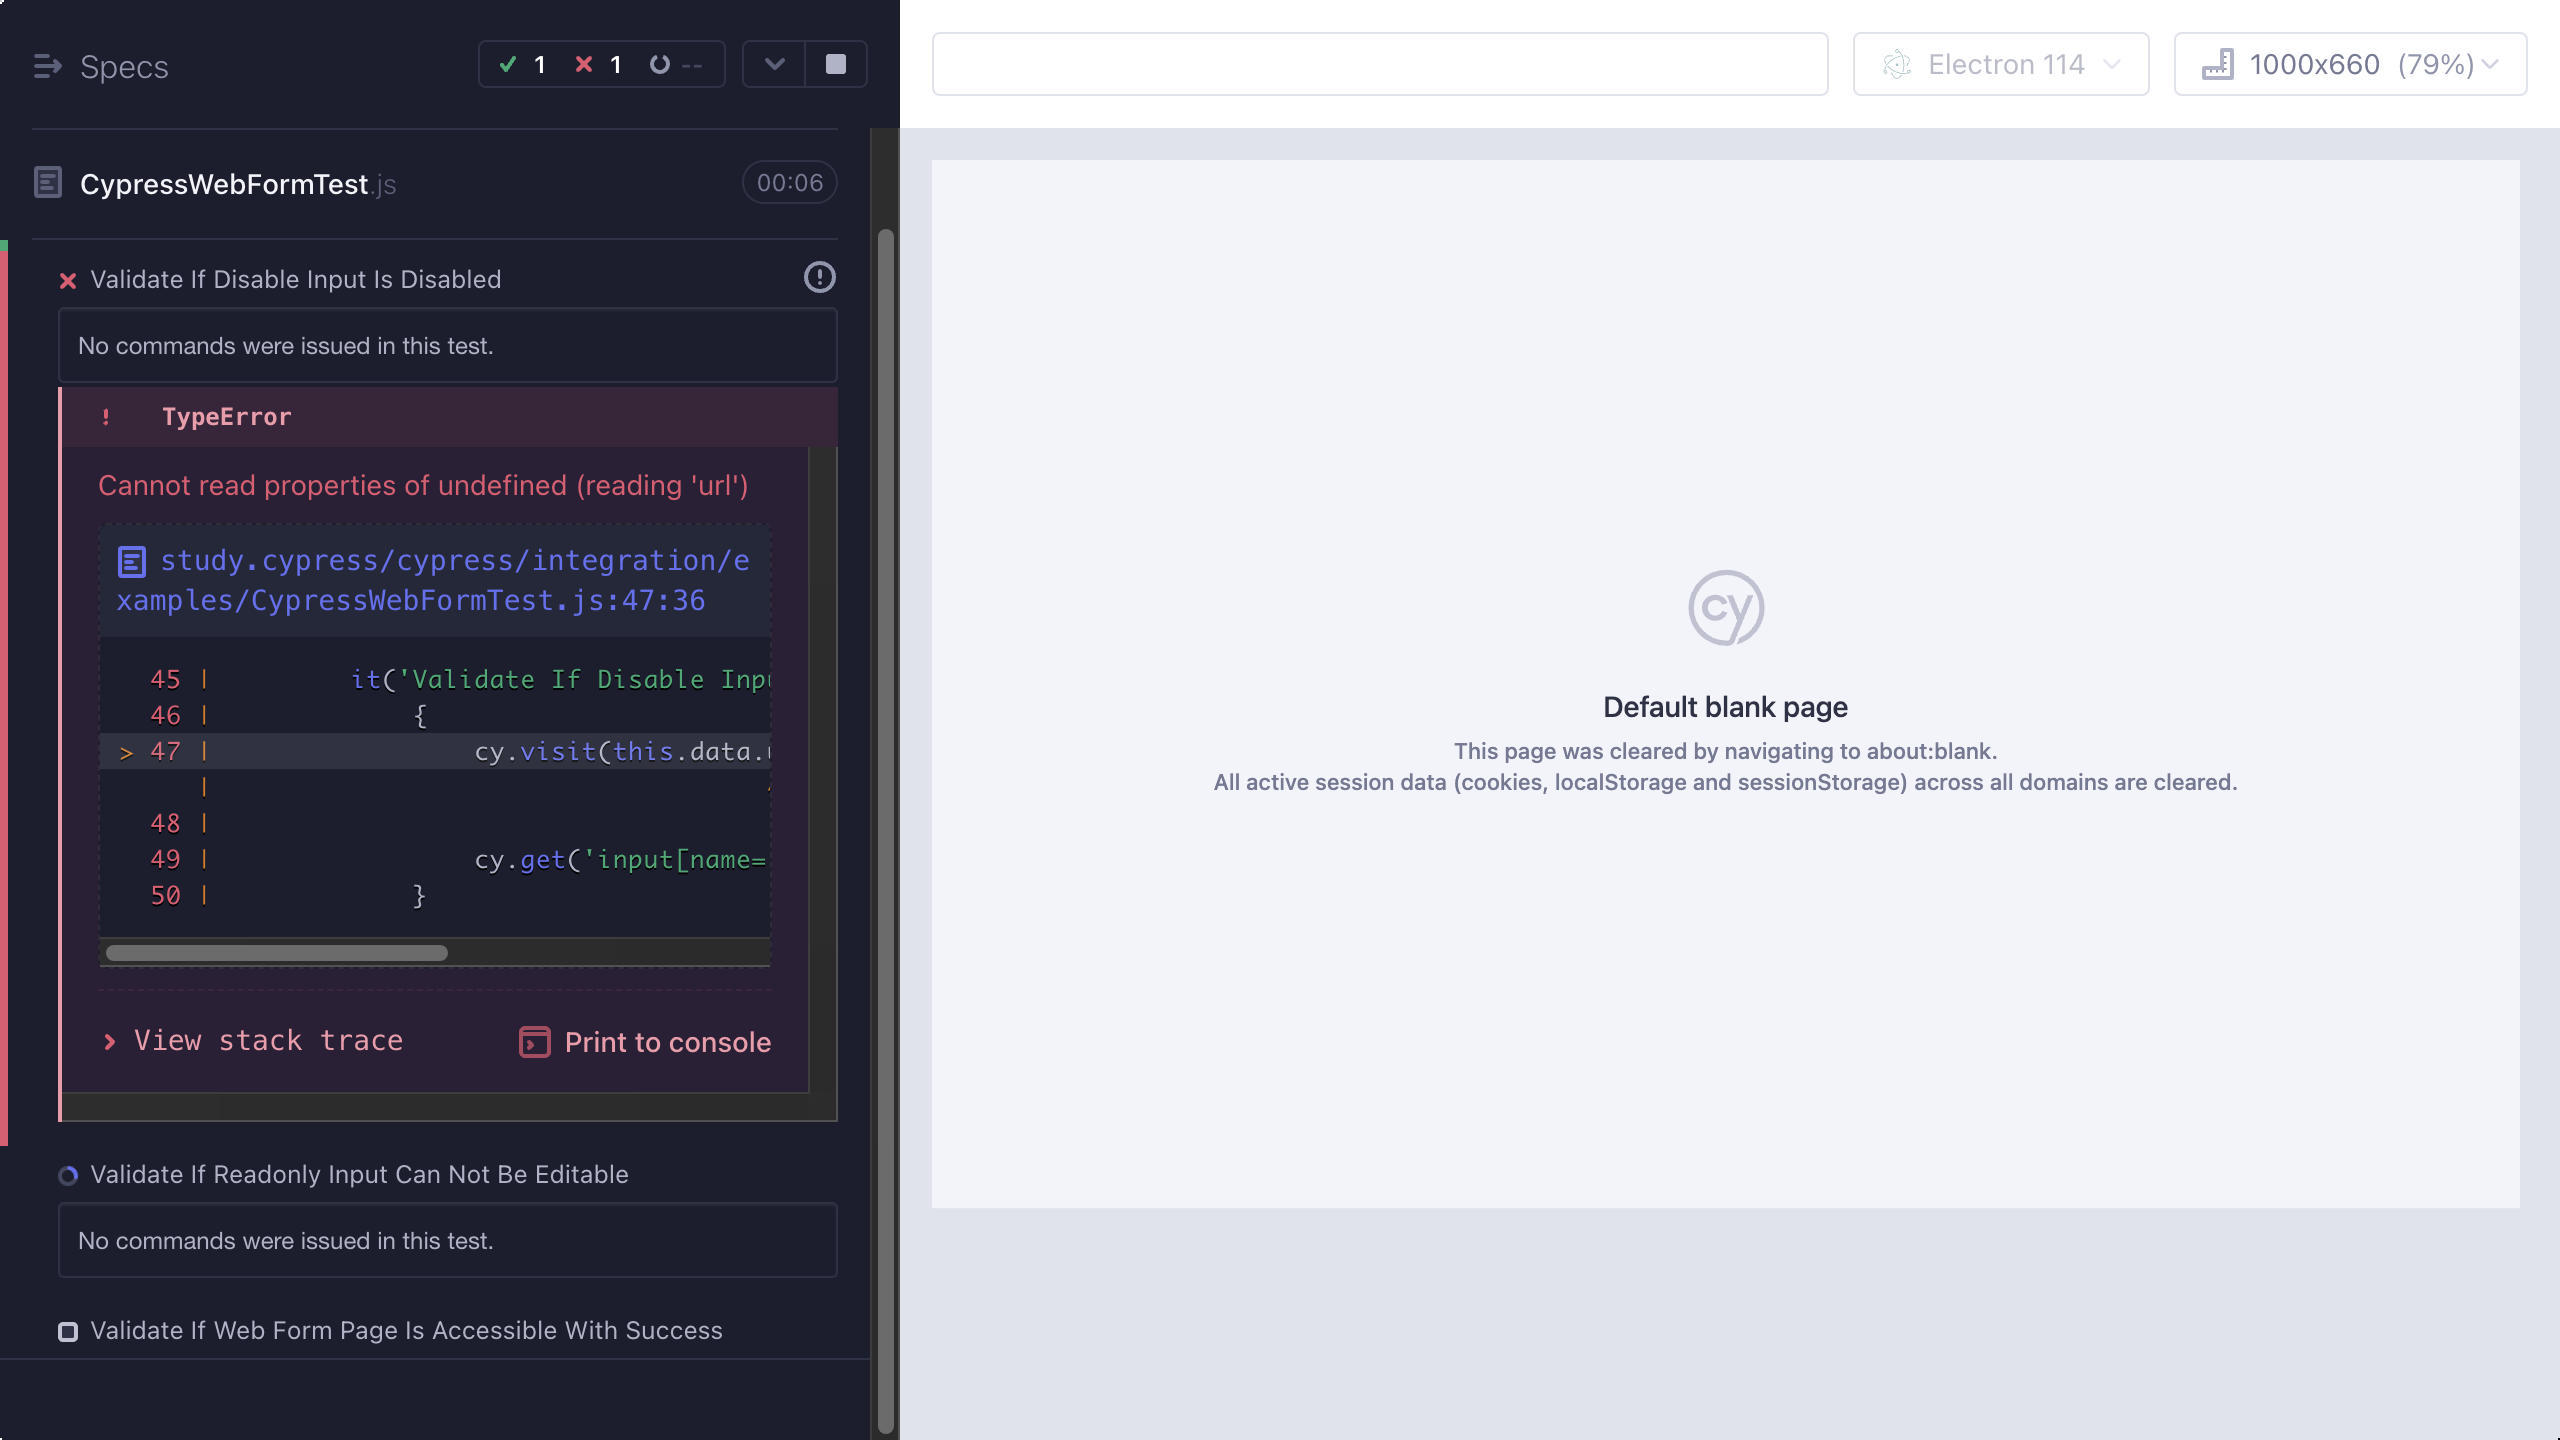 Specs
1 1 --
CypressWebFormTest.js
00:06
Validate If Disable Input Is Disabled
No commands were issued in this test.
! TypeError
Cannot read properties of undefined (reading 'url')
study.cypress/cypress/integration/e
xamples/CypressWebFormTest.js:47:36
45 | it('Validate If Disable
46 | {
> 47 | cy.visit(this.data.
|
48 |
49 | cy.get('input[name=
50 | }
View stack trace
Print to console
Validate If Readonly Input Can Not Be Editable
No commands were issued in this test.
Validate If Web Form Page Is Accessible With Success
Electron 114
1000x660 (79%)
cy
Default blank page
This page was cleared by navigating to about:blank.
All active session data (cookies, localStorage and sessionStorage) across all domains are cleared.